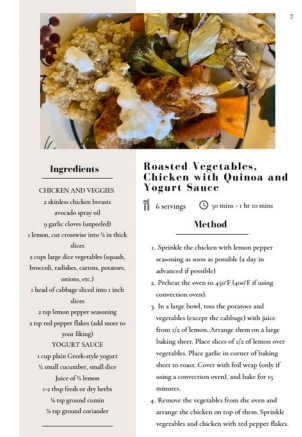 7
Ingredients
CHICKEN AND VEGGIES
2 skinless chicken breasts
avocado spray oil
9 garlic cloves (unpeeled)
1 lemon, cut crosswise into ¼ in thick
slices
2 cups large dice vegetables (squash,
broccoli, radishes, carrots, potatoes,
onions, etc.)
1 head of cabbage sliced into 1 inch
slices
2 tsp lemon pepper seasoning
2 tsp red pepper flakes (add more to
your liking)
YOGURT SAUCE
1 cup plain Greek-style yogurt
½ small cucumber, small dice
Juice of ½ lemon
1-2 tbsp fresh or dry herbs
¼ tsp ground cumin
¼ tsp ground coriander
Roasted Vegetables,
Chicken with Quinoa and
Yogurt Sauce
6 servings
50 mins - 1 hr 10 mins
Method
1. Sprinkle the chicken with lemon pepper
seasoning as soon as possible (a day in
advanced if possible)
2. Preheat the oven to 450°F (400°F if using
convection oven).
3. In a large bowl, toss the potatoes and
vegetables (except the cabbage) with juice
from 1/2 of lemon. Arrange them on a large
baking sheet. Place slices of 1/2 of lemon over
vegetables. Place garlic in corner of baking
sheet to roast. Cover with foil wrap (only if
using a convection oven), and bake for 15
minutes.
4. Remove the vegetables from the oven and
arrange the chicken on top of them. Sprinkle
vegetables and chicken with red pepper flakes.